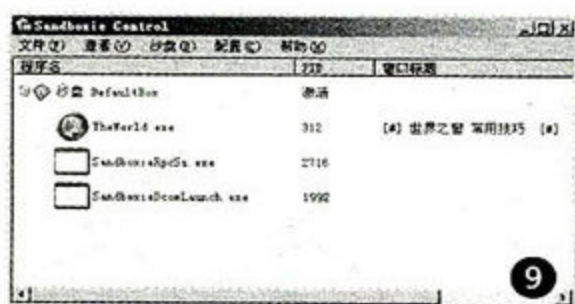 Sandboxie Control
文件(F) 查看(V) 沙盘(S) 配置(C) 帮助(H)
程序名 PID 窗口标题
沙盘 DefaultBox 激活
TheWorld exe 312 [#] 世界之窗 常用技巧 [#]
SandboxieRpcSs.exe 2716
SandboxieDcomLaunch.exe 1992
9